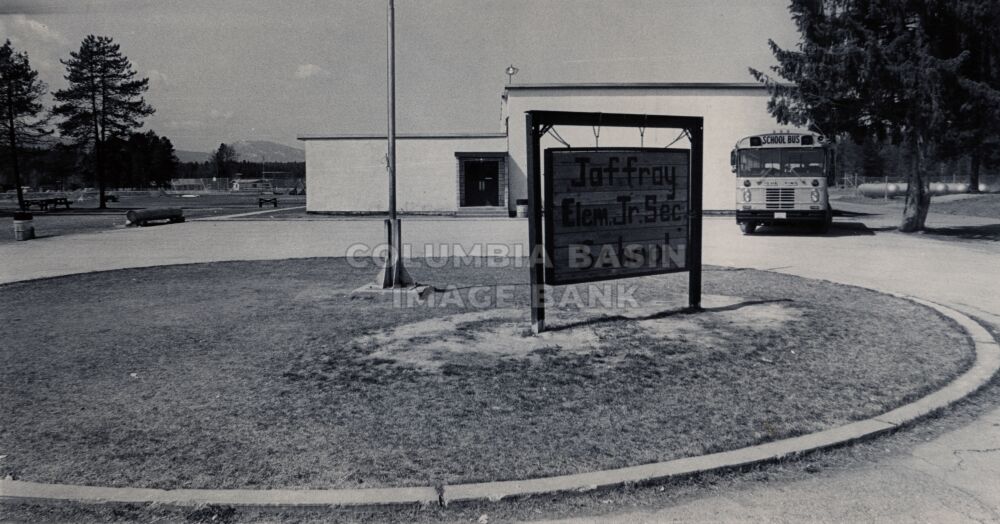 SCHOOL BUS
Jaffray
Elem. Jr. Sec.
School
COLUMBIA BASIN
IMAGE BANK